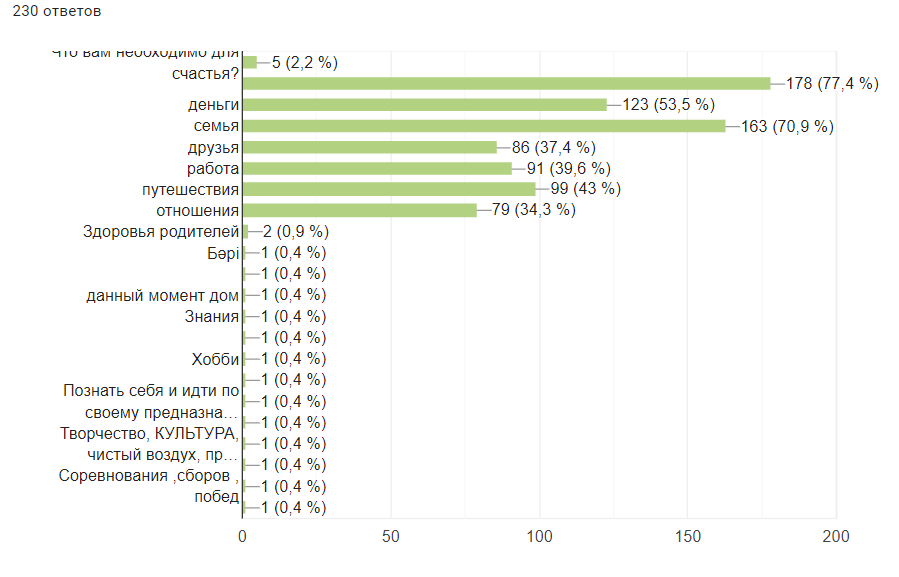 230 ответов
Что вам необходимо для
счастья?
5 (2,2 %)
178 (77,4 %)
деньги
123 (53,5 %)
семья
163 (70,9 %)
друзья
86 (37,4 %)
работа
91 (39,6 %)
путешествия
99 (43 %)
отношения
79 (34,3 %)
Здоровья родителей
2 (0,9 %)
Бәрі
1 (0,4 %)
1 (0,4 %)
данный момент дом
1 (0,4 %)
Знания
1 (0,4 %)
1 (0,4 %)
Хобби
1 (0,4 %)
1 (0,4 %)
Познать себя и идти по
своему предназна…
1 (0,4 %)
1 (0,4 %)
Творчество, КУЛЬТУРА,
чистый воздух, пр…
1 (0,4 %)
1 (0,4 %)
Соревнования ,сборов ,
побед
1 (0,4 %)
1 (0,4 %)
0 50 100 150 200